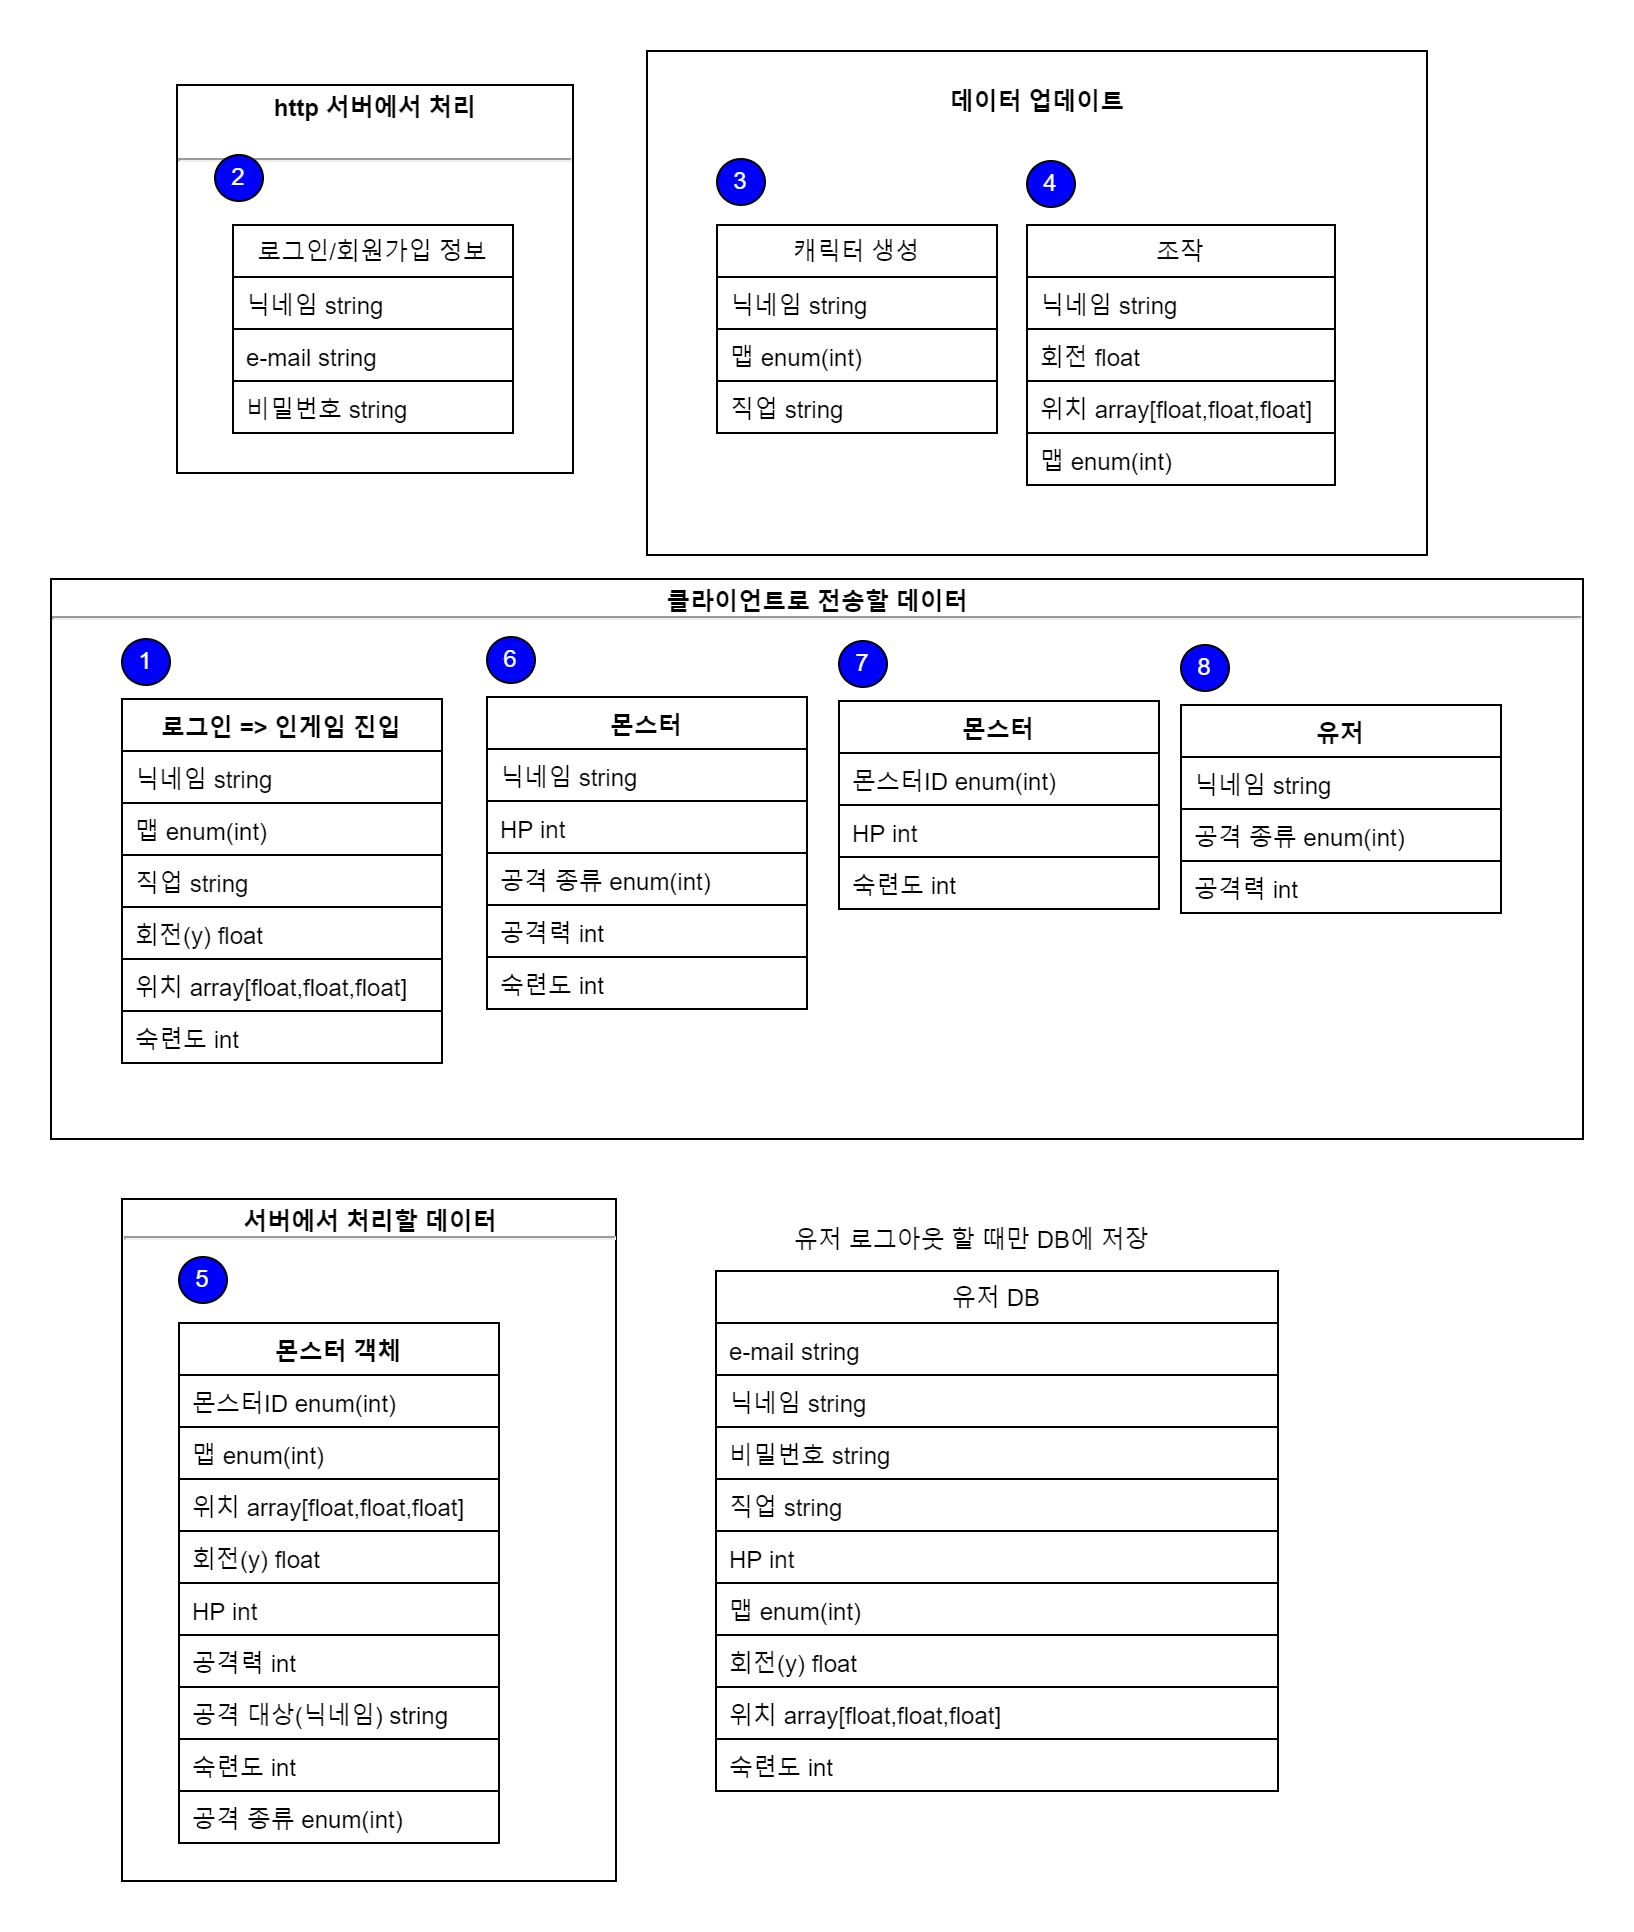 http 서버에서 처리
2
로그인/회원가입 정보
닉네임 string
e-mail string
비밀번호 string
데이터 업데이트
3
캐릭터 생성
닉네임 string
맵 enum(int)
직업 string
4
조작
닉네임 string
회전 float
위치 array[float,float,float]
맵 enum(int)
클라이언트로 전송할 데이터
1
로그인 => 인게임 진입
닉네임 string
맵 enum(int)
직업 string
회전(y) float
위치 array[float,float,float]
숙련도 int
6
몬스터
닉네임 string
HP int
공격 종류 enum(int)
공격력 int
숙련도 int
7
몬스터
몬스터ID enum(int)
HP int
숙련도 int
8
유저
닉네임 string
공격 종류 enum(int)
공격력 int
서버에서 처리할 데이터
5
몬스터 객체
몬스터ID enum(int)
맵 enum(int)
위치 array[float,float,float]
회전(y) float
HP int
공격력 int
공격 대상(닉네임) string
숙련도 int
공격 종류 enum(int)
유저 로그아웃 할 때만 DB에 저장
유저 DB
e-mail string
닉네임 string
비밀번호 string
직업 string
HP int
맵 enum(int)
회전(y) float
위치 array[float,float,float]
숙련도 int